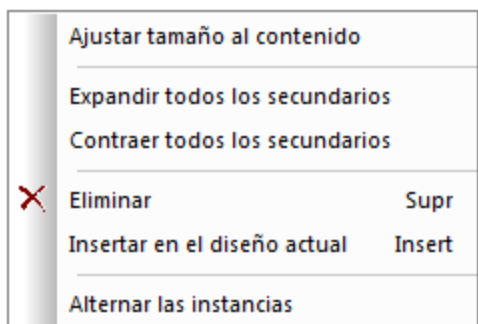 Ajustar tamaño al contenido
Expandir todos los secundarios
Contraer todos los secundarios
Eliminar Supr
Insertar en el diseño actual Insert
Alternar las instancias